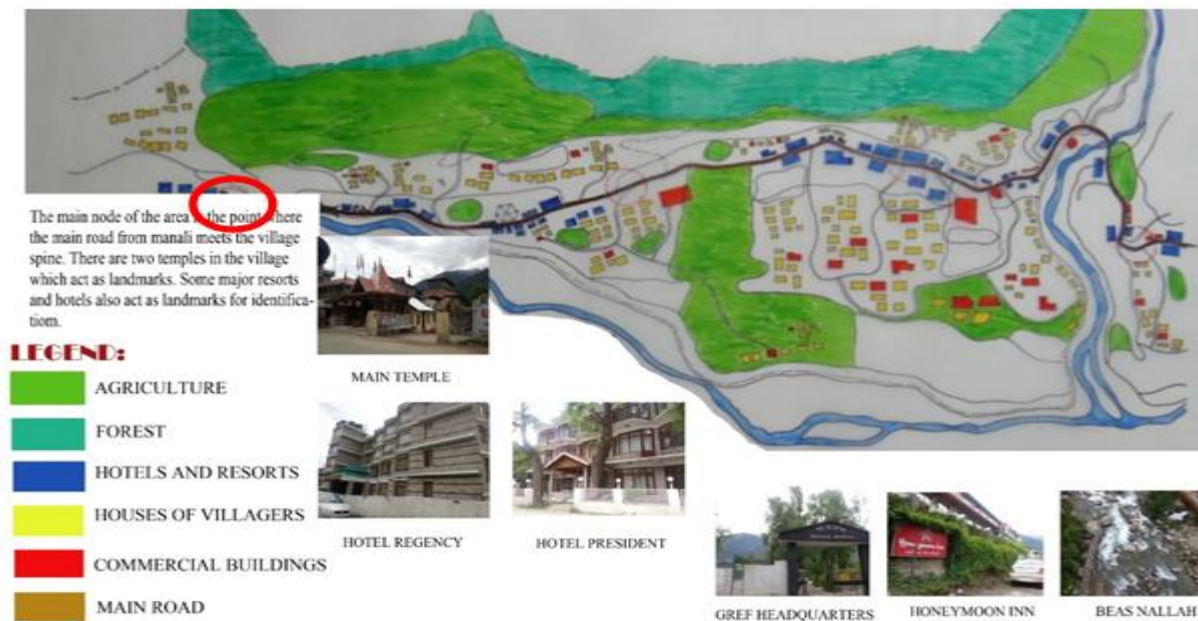 The main node of the area is the point where
the main road from manali meets the village
spine. There are two temples in the village
which act as landmarks. Some major resorts
and hotels also act as landmarks for identifica-
tiom.
LEGEND:
AGRICULTURE
FOREST
HOTELS AND RESORTS
HOUSES OF VILLAGERS
COMMERCIAL BUILDINGS
MAIN ROAD
MAIN TEMPLE
HOTEL REGENCY
HOTEL PRESIDENT
GREF HEADQUARTERS
HONEYMOON INN
BEAS NALLAH